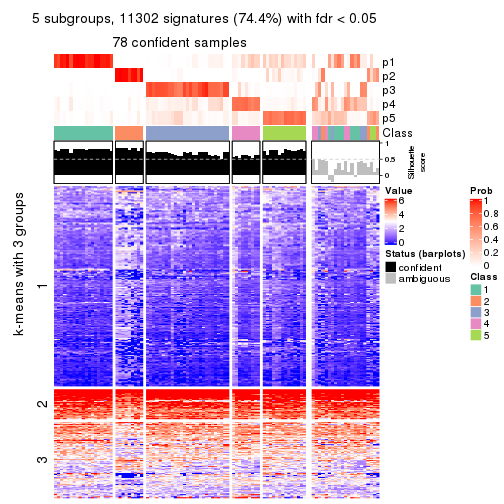 5 subgroups, 11302 signatures (74.4%) with fdr < 0.05
78 confident samples
p1
p2
p3
p4
p5
Class
1
0.5
0
Silhouette
score
k-means with 3 groups
1
2
3
Value
6
4
2
0
Status (barplots)
confident
ambiguous
Prob
1
0.8
0.6
0.4
0.2
0
Class
1
2
3
4
5